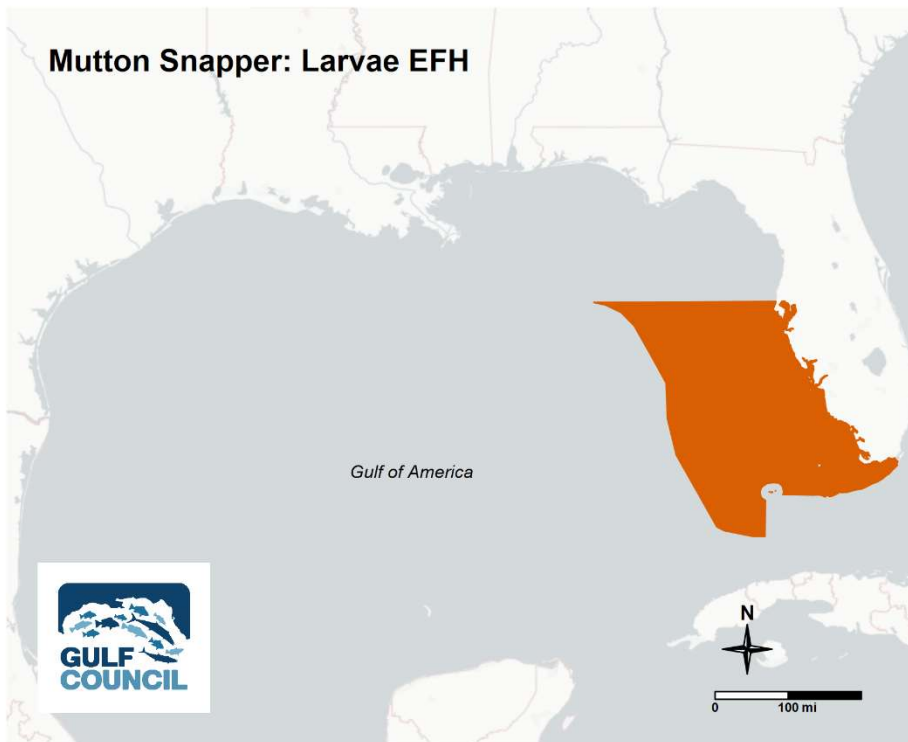 Mutton Snapper: Larvae EFH
Gulf of America
GULF
COUNCIL
N
0 100 mi